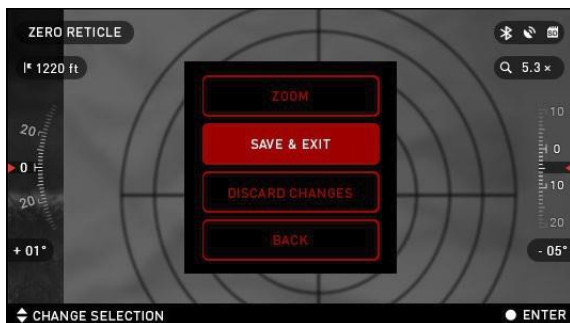 ZERO RETICLE
1220 ft
5.3 ×
ZOOM
SAVE & EXIT
DISCARD CHANGES
BACK
20
0
20
+ 01°
10
0
10
20
- 05°
CHANGE SELECTION
ENTER